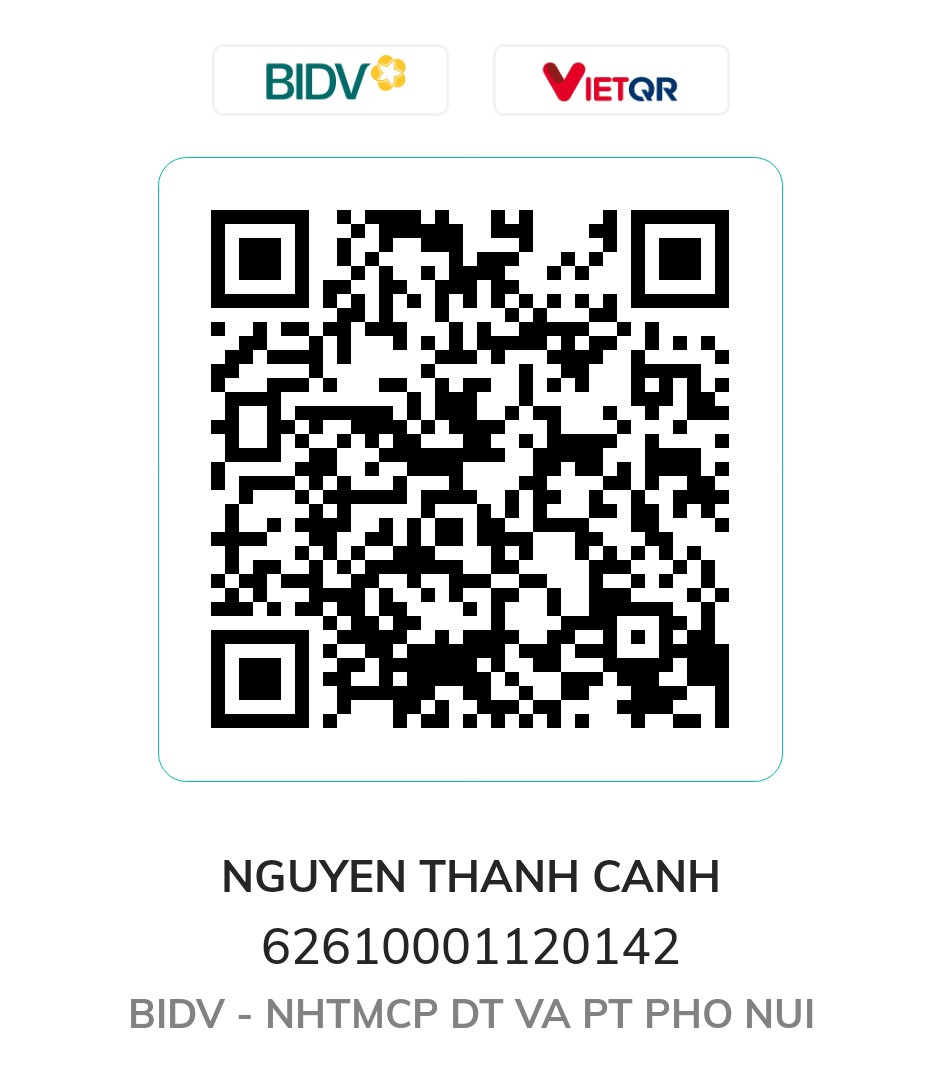 BIDV
VIETQR
NGUYEN THANH CANH
62610001120142
BIDV - NHTMCP DT VA PT PHO NUI